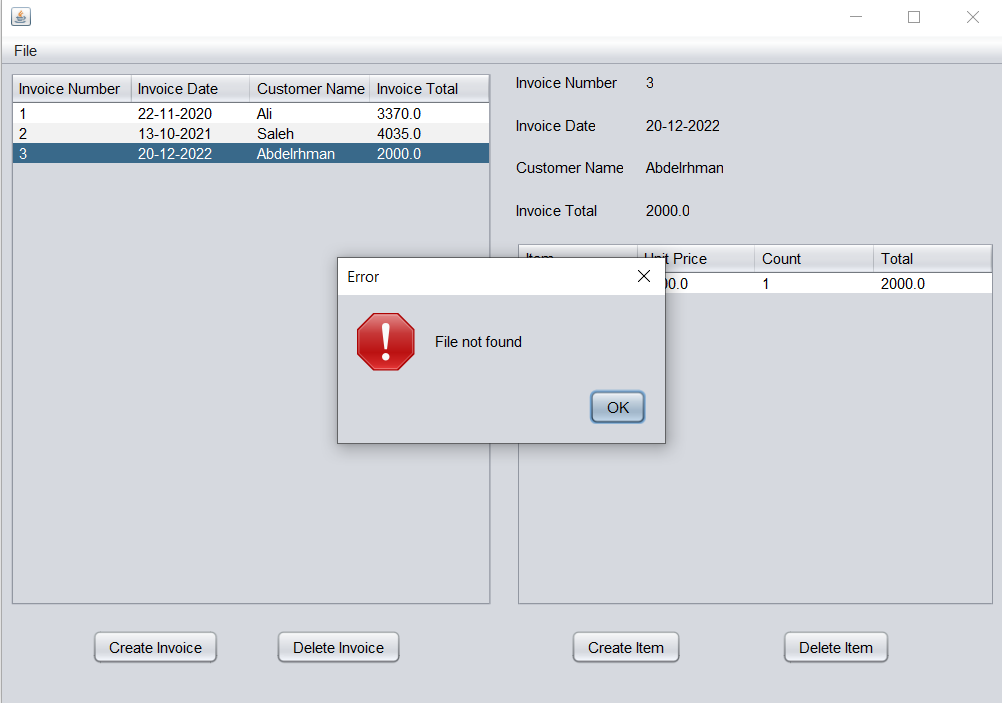 File
Invoice Number Invoice Date Customer Name Invoice Total
1 22-11-2020 Ali 3370.0
2 13-10-2021 Saleh 4035.0
3 20-12-2022 Abdelrhman 2000.0
Invoice Number 3
Invoice Date 20-12-2022
Customer Name Abdelrhman
Invoice Total 2000.0
Item Unit Price Count Total
00.0 1 2000.0
Error
File not found
OK
Create Invoice Delete Invoice Create Item Delete Item